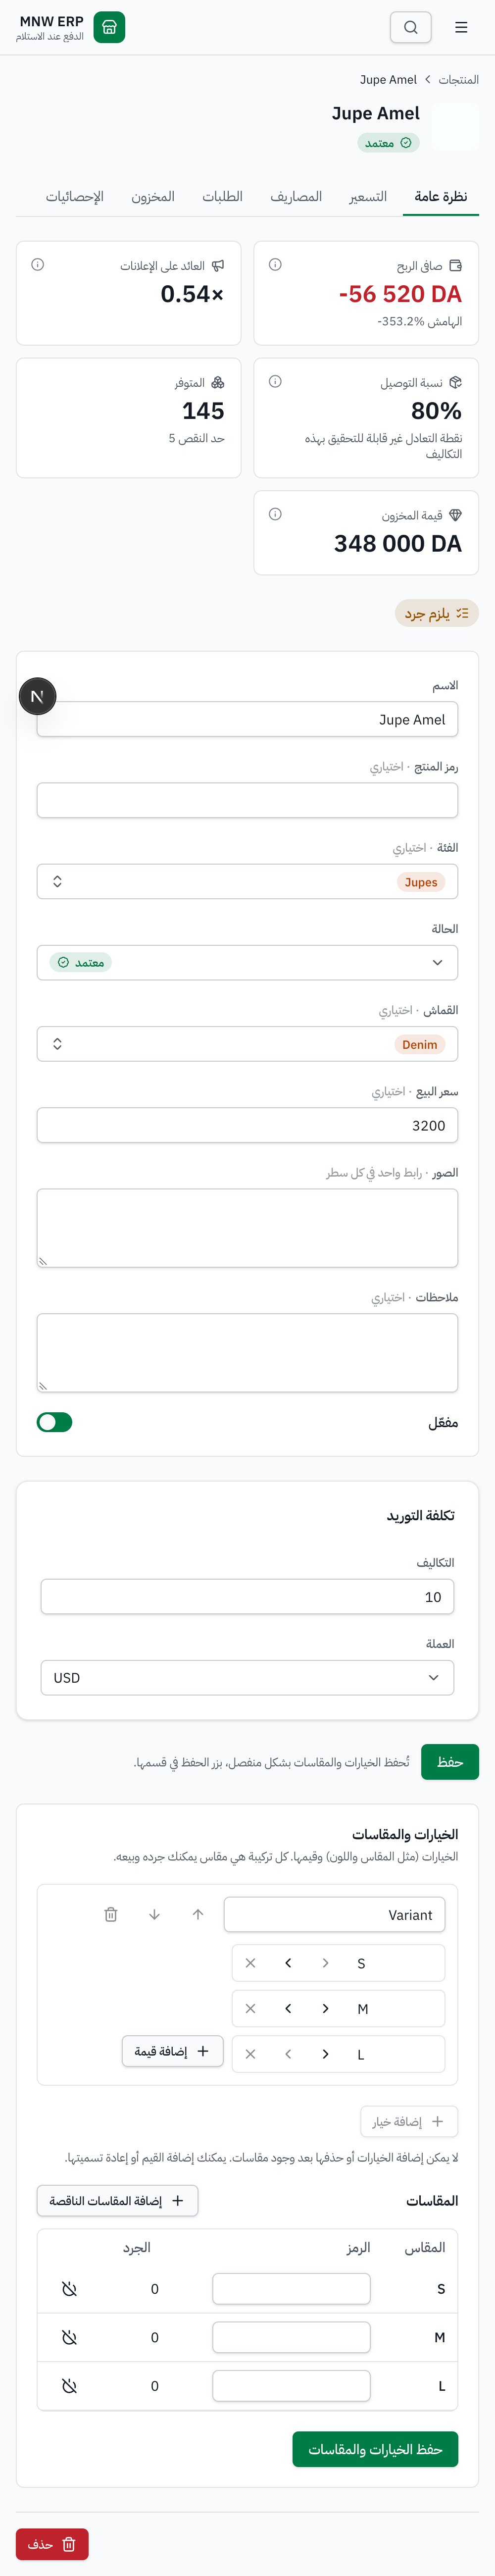 MNW ERP
الدفع عند الاستلام
المنتجات > Jupe Amel
Jupe Amel
معتمد
نظرة عامة
التسعير
المصاريف
الطلبات
المخزون
الإحصائيات
صافي الربح
-56 520 DA
الهامش -353.2%
العائد على الإعلانات
0.54×
نسبة التوصيل
80%
نقطة التعادل غير قابلة للتحقيق بهذه
التكاليف
المتوفر
145
حد النقص 5
قيمة المخزون
348 000 DA
يلزم جرد
N
الاسم
Jupe Amel
رمز المنتج · اختياري
الفئة · اختياري
Jupes
الحالة
معتمد
القماش · اختياري
Denim
سعر البيع · اختياري
3200
الصور · رابط واحد في كل سطر
ملاحظات · اختياري
مفعّل
تكلفة التوريد
التكاليف
10
العملة
USD
حفظ
تُحفظ الخيارات والمقاسات بشكل منفصل، بزر الحفظ في قسمها.
الخيارات والمقاسات
الخيارات (مثل المقاس واللون) وقيمها. كل تركيبة هي مقاس يمكنك جرده وبيعه.
Variant
S
M
L
إضافة قيمة
إضافة خيار
لا يمكن إضافة الخيارات أو حذفها بعد وجود مقاسات. يمكنك إضافة القيم أو إعادة تسميتها.
المقاسات
إضافة المقاسات الناقصة
المقاس الرمز الجرد
S 0
M 0
L 0
حفظ الخيارات والمقاسات
حذف